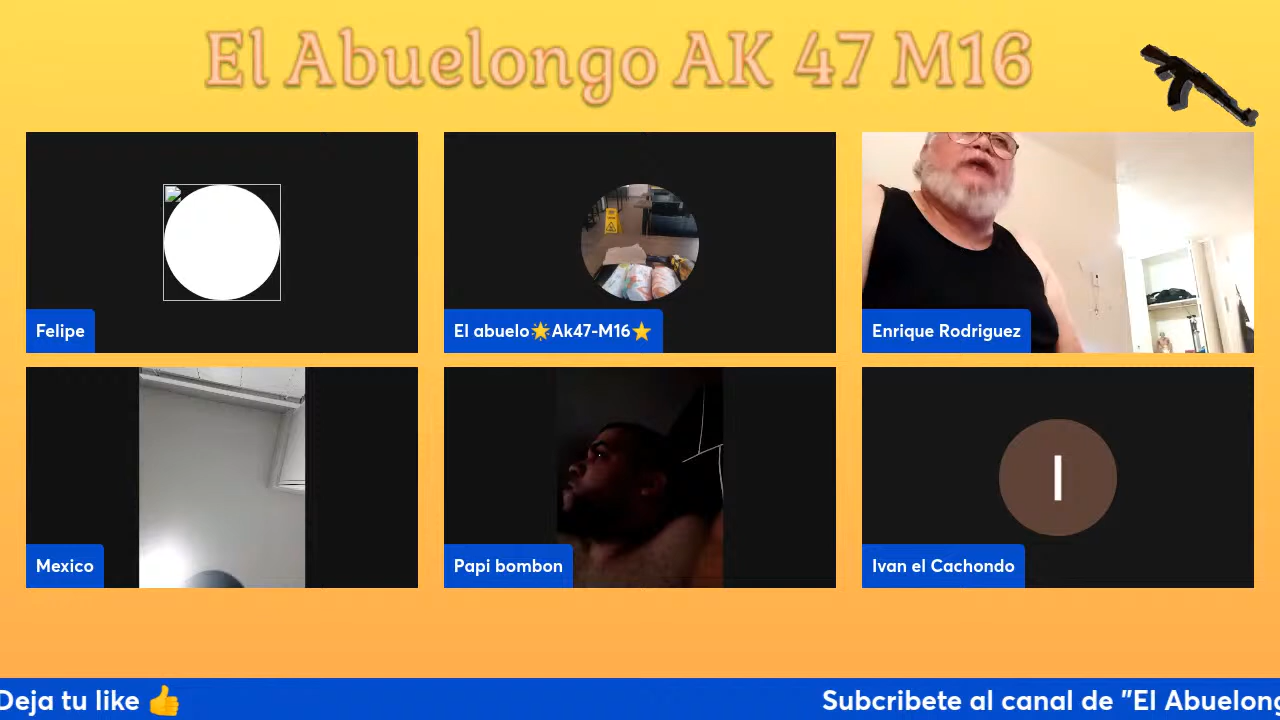 El Abuelongo AK 47 M16
Felipe
El abuelo🌟Ak47-M16⭐
Enrique Rodriguez
Mexico
Papi bombon
I
Ivan el Cachondo
Deja tu like 👍
Subcribete al canal de "El Abuelong